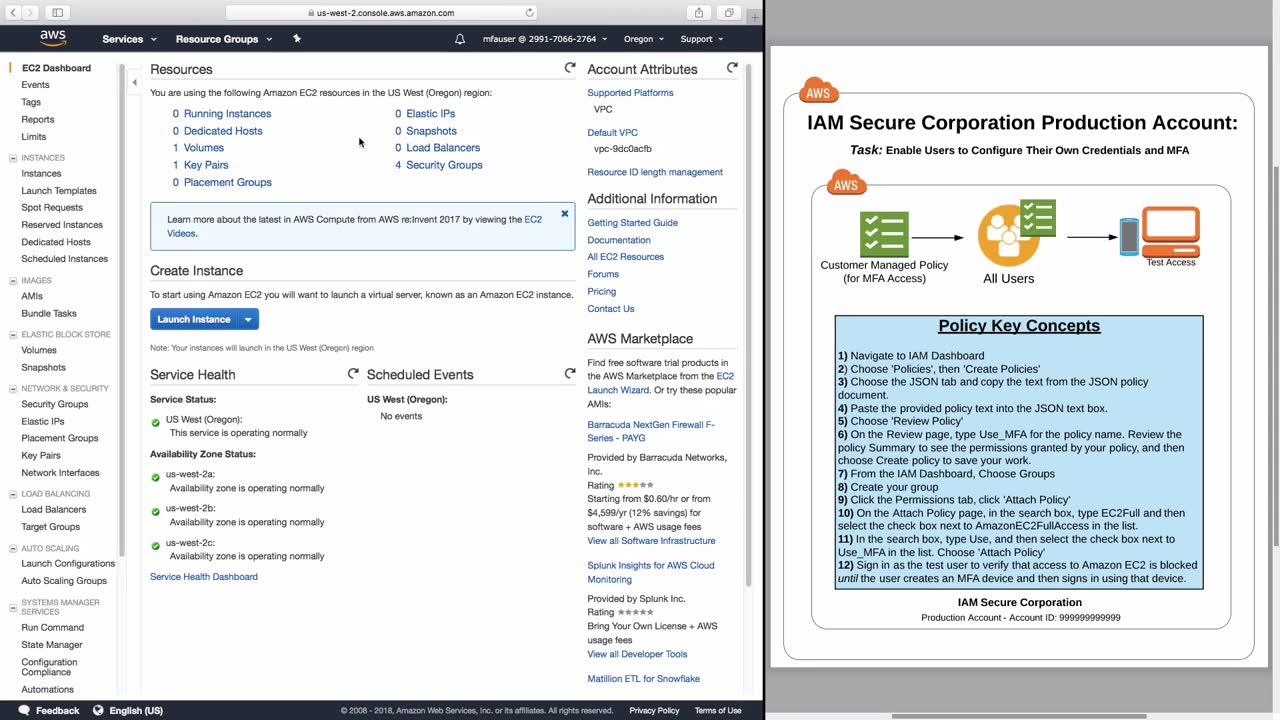 us-west-2.console.aws.amazon.com
aws
Services
Resource Groups
mfauser @ 2991-7066-2764
Oregon
Support
EC2 Dashboard
Events
Tags
Reports
Limits
INSTANCES
Instances
Launch Templates
Spot Requests
Reserved Instances
Dedicated Hosts
Scheduled Instances
IMAGES
AMIs
Bundle Tasks
ELASTIC BLOCK STORE
Volumes
Snapshots
NETWORK & SECURITY
Security Groups
Elastic IPs
Placement Groups
Key Pairs
Network Interfaces
LOAD BALANCING
Load Balancers
Target Groups
AUTO SCALING
Launch Configurations
Auto Scaling Groups
SYSTEMS MANAGER
SERVICES
Run Command
State Manager
Configuration
Compliance
Automations
Resources
You are using the following Amazon EC2 resources in the US West (Oregon) region:
0 Running Instances
0 Elastic IPs
0 Dedicated Hosts
0 Snapshots
1 Volumes
0 Load Balancers
1 Key Pairs
4 Security Groups
0 Placement Groups
Learn more about the latest in AWS Compute from AWS re:Invent 2017 by viewing the EC2
Videos.
Create Instance
To start using Amazon EC2 you will want to launch a virtual server, known as an Amazon EC2 instance.
Launch Instance
Note: Your instances will launch in the US West (Oregon) region
Service Health
Service Status:
US West (Oregon):
This service is operating normally
Availability Zone Status:
us-west-2a:
Availability zone is operating normally
us-west-2b:
Availability zone is operating normally
us-west-2c:
Availability zone is operating normally
Service Health Dashboard
Scheduled Events
US West (Oregon):
No events
Account Attributes
Supported Platforms
VPC
Default VPC
vpc-9dc0acfb
Resource ID length management
Additional Information
Getting Started Guide
Documentation
All EC2 Resources
Forums
Pricing
Contact Us
AWS Marketplace
Find free software trial products in
the AWS Marketplace from the EC2
Launch Wizard. Or try these popular
AMIs:
Barracuda NextGen Firewall F-
Series - PAYG
Provided by Barracuda Networks,
Inc.
Rating
Starting from $0.60/hr or from
$4,599/yr (12% savings) for
software + AWS usage fees
View all Software Infrastructure
Splunk Insights for AWS Cloud
Monitoring
Provided by Splunk Inc.
Rating
Bring Your Own License + AWS
usage fees
View all Developer Tools
Matillion ETL for Snowflake
Feedback
English (US)
© 2008 - 2018, Amazon Web Services, Inc. or its affiliates. All rights reserved.
Privacy Policy
Terms of Use
AWS
IAM Secure Corporation Production Account:
Task: Enable Users to Configure Their Own Credentials and MFA
AWS
Customer Managed Policy
(for MFA Access)
All Users
Test Access
Policy Key Concepts
1) Navigate to IAM Dashboard
2) Choose 'Policies', then 'Create Policies'
3) Choose the JSON tab and copy the text from the JSON policy
document.
4) Paste the provided policy text into the JSON text box.
5) Choose 'Review Policy'
6) On the Review page, type Use_MFA for the policy name. Review the
policy Summary to see the permissions granted by your policy, and then
choose Create policy to save your work.
7) From the IAM Dashboard, Choose Groups
8) Create your group
9) Click the Permissions tab, click 'Attach Policy'
10) On the Attach Policy page, in the search box, type EC2Full and then
select the check box next to AmazonEC2FullAccess in the list.
11) In the search box, type Use, and then select the check box next to
Use_MFA in the list. Choose 'Attach Policy'
12) Sign in as the test user to verify that access to Amazon EC2 is blocked
until the user creates an MFA device and then signs in using that device.
IAM Secure Corporation
Production Account - Account ID: 999999999999